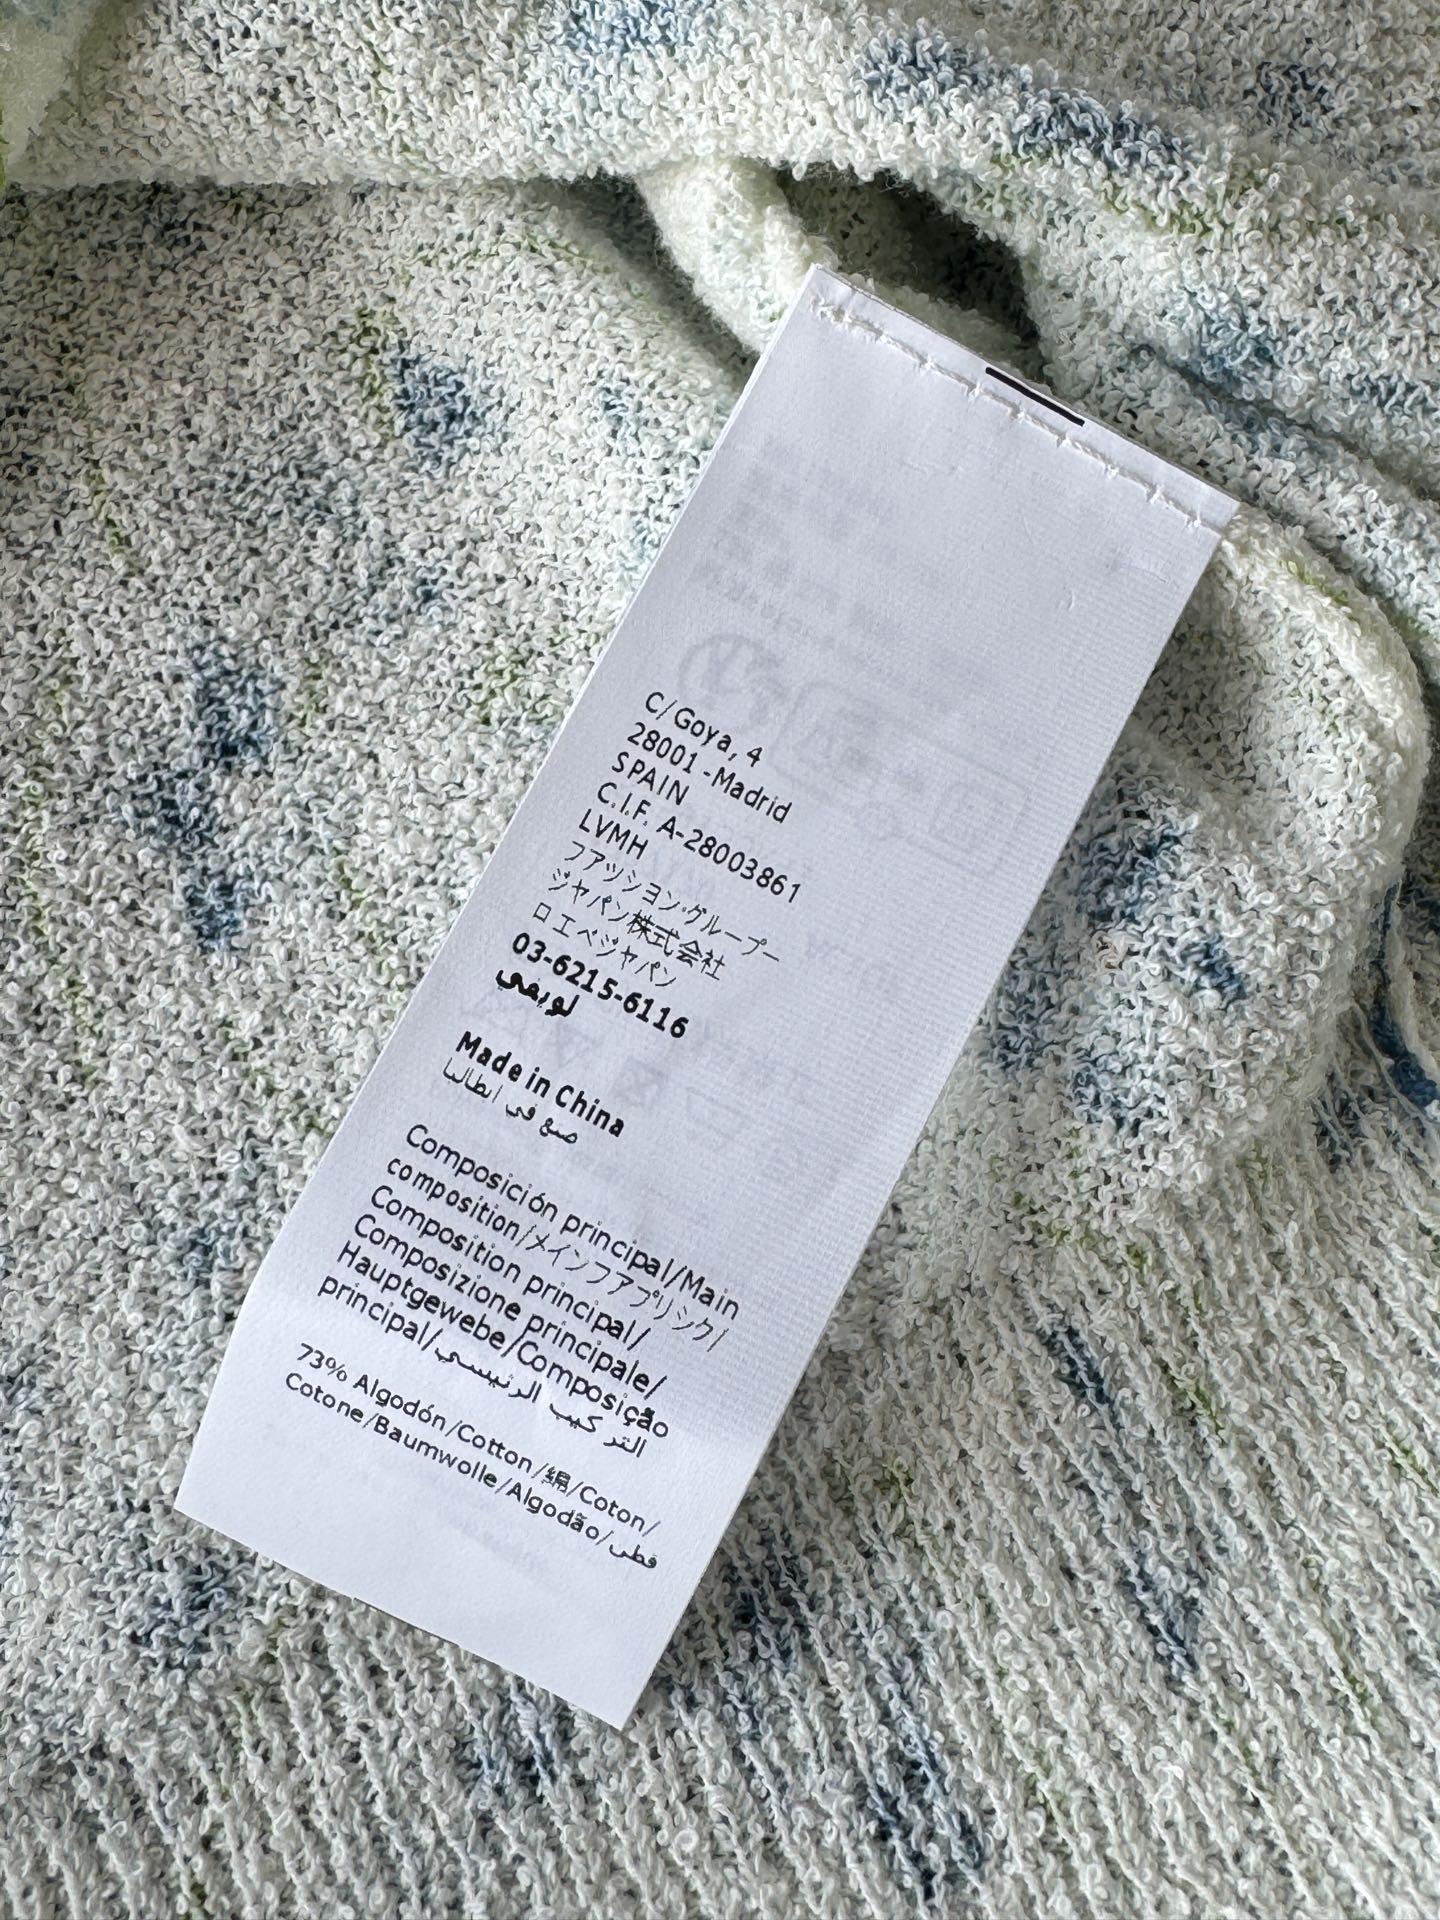 C/Goya, 4
28001 -Madrid
SPAIN
C.I.F. A-28003861
LVMH
ファッション・グループ
ジャパン株式会社
ロエベジャパン
03-6215-6116
لويفي
Made in China
صنع في ايطاليا
Composición principal/Main
composition/メインファブリック/
Composition principal/
Composizione principale/
Hauptgewebe/Composição
principal/التركيب الرئيسي
73% Algodón/Cotton/綿/Coton/
Cotone/Baumwolle/Algodão/قطن